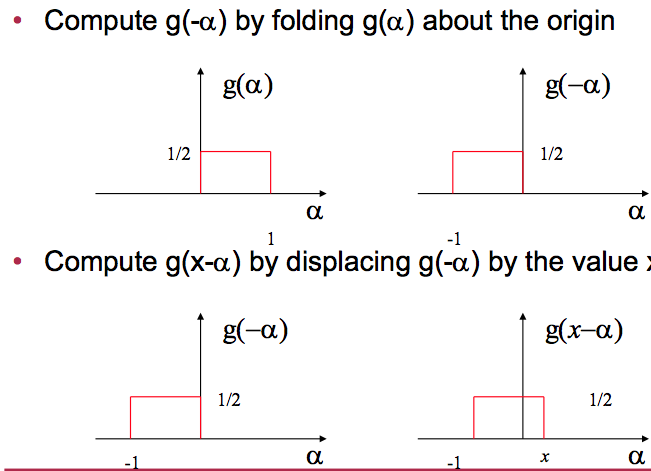 • Compute g(-α) by folding g(α) about the origin
g(α) g(−α)
1/2 1/2
α α
1 -1
• Compute g(x-α) by displacing g(-α) by the value
g(−α) g(x−α)
1/2 1/2
-1 α -1 x α